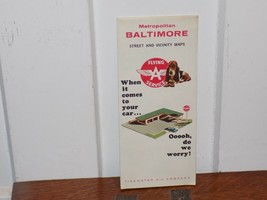 Metropolitan
BALTIMORE
STREET AND VICINITY MAPS
FLYING
A
SERVICE
When
it
comes
to
your
car...
Ooooh,
do
we
worry!
TIDEWATER OIL COMPANY